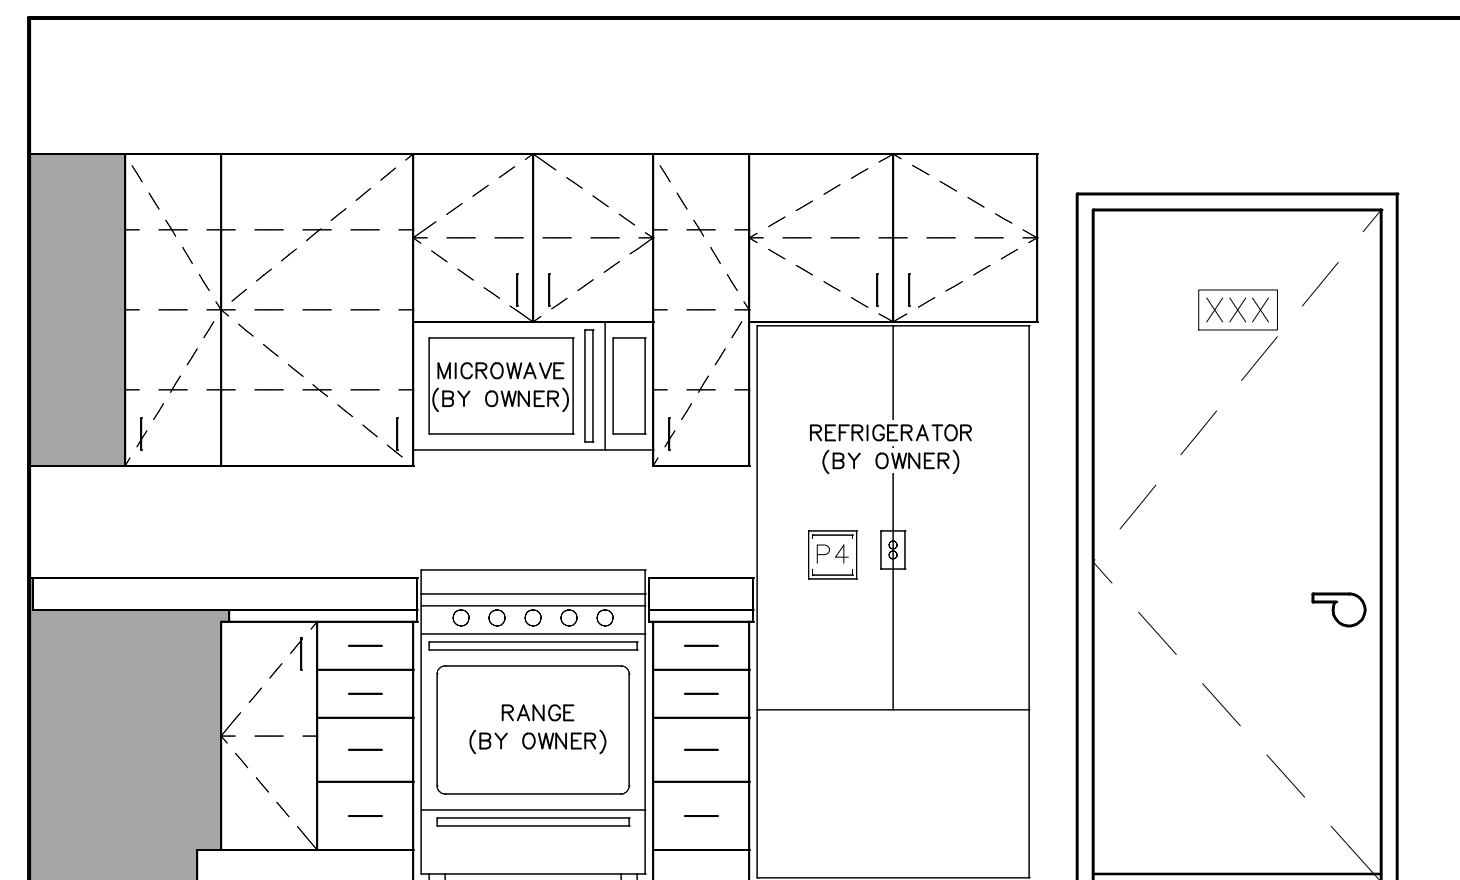 XXX
MICROWAVE
(BY OWNER)
REFRIGERATOR
(BY OWNER)
P4
RANGE
(BY OWNER)